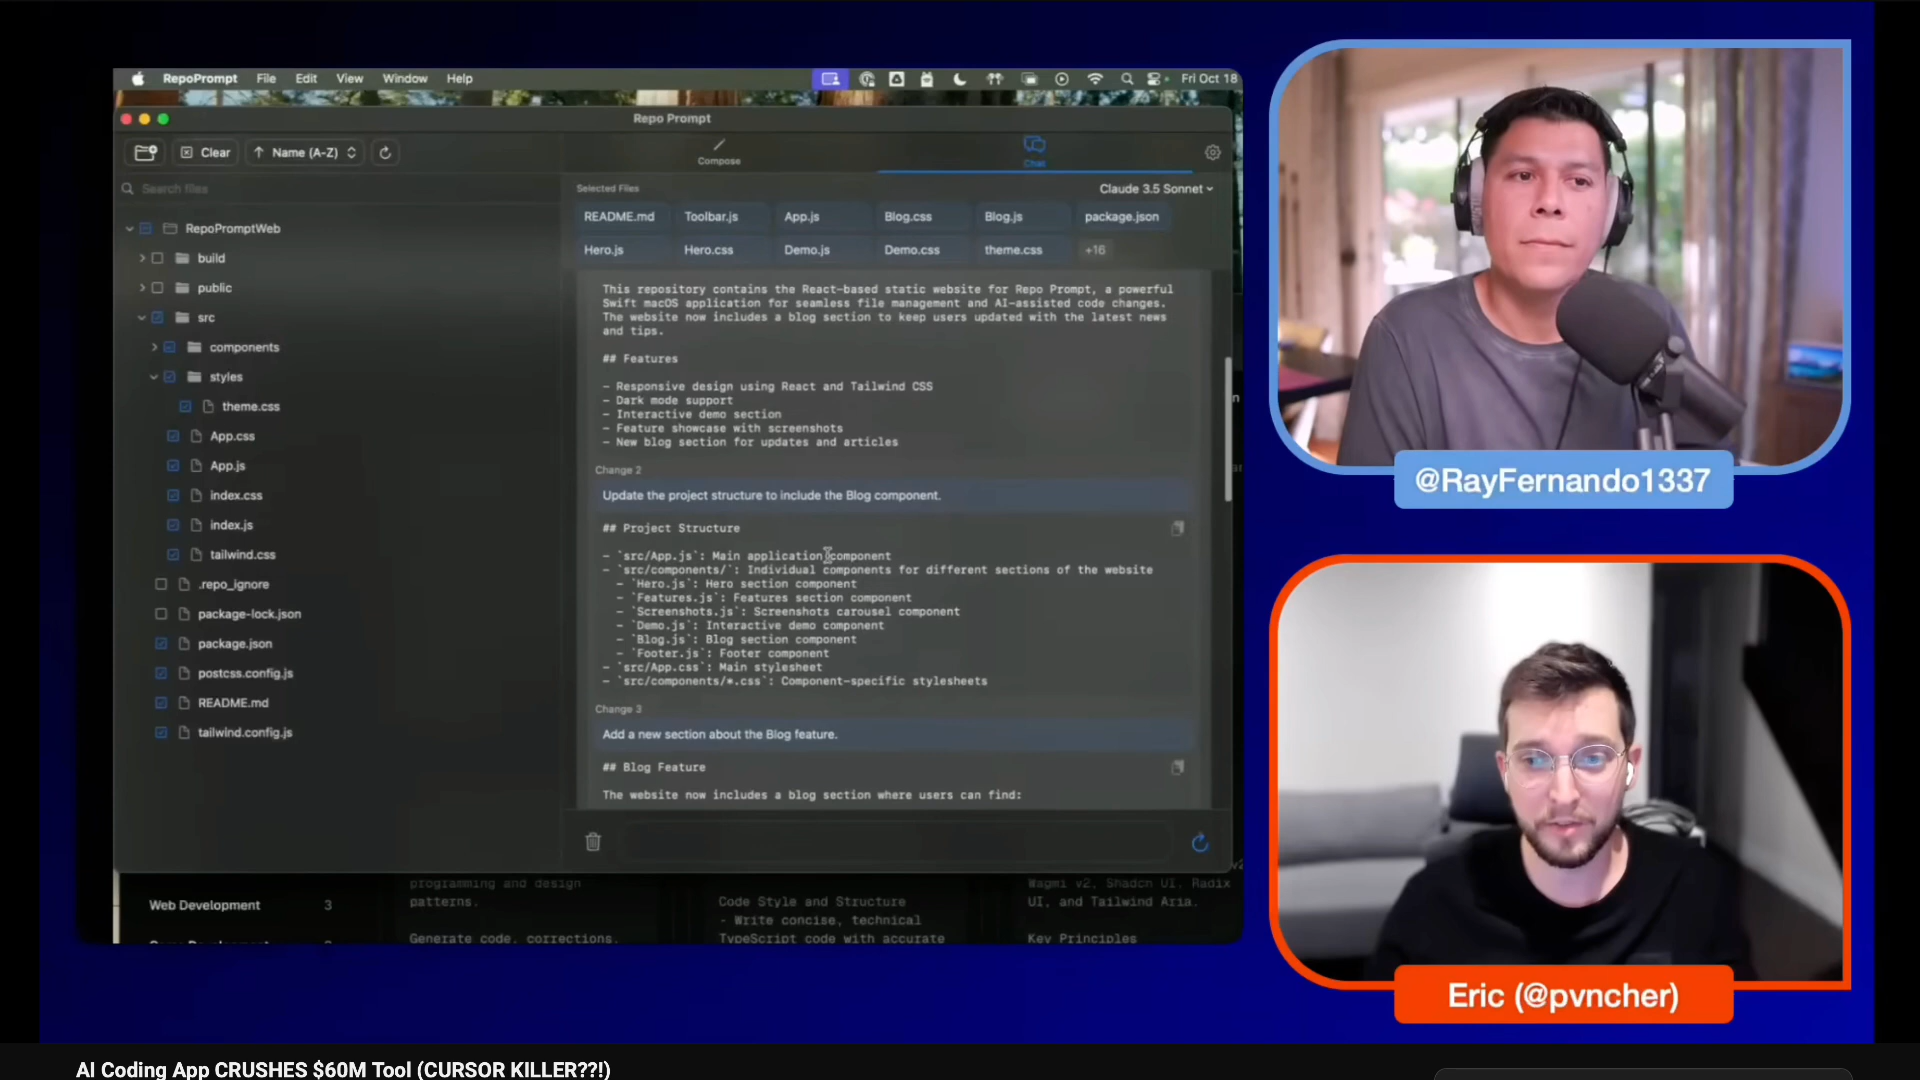 RepoPrompt File Edit View Window Help
Fri Oct 18
Repo Prompt
Clear
Name (A-Z)
Compose
Chat
Search files
RepoPromptWeb
build
public
src
components
styles
theme.css
App.css
App.js
index.css
index.js
tailwind.css
.repo_ignore
package-lock.json
package.json
postcss.config.js
README.md
tailwind.config.js
Selected Files
Claude 3.5 Sonnet
README.md Toolbar.js App.js Blog.css Blog.js package.json
Hero.js Hero.css Demo.js Demo.css theme.css +16
This repository contains the React-based static website for Repo Prompt, a powerful
Swift macOS application for seamless file management and AI-assisted code changes.
The website now includes a blog section to keep users updated with the latest news
and tips.
## Features
- Responsive design using React and Tailwind CSS
- Dark mode support
- Interactive demo section
- Feature showcase with screenshots
- New blog section for updates and articles
Change 2
Update the project structure to include the Blog component.
## Project Structure
- `src/App.js`: Main application component
- `src/components/`: Individual components for different sections of the website
- `Hero.js`: Hero section component
- `Features.js`: Features section component
- `Screenshots.js`: Screenshots carousel component
- `Demo.js`: Interactive demo component
- `Blog.js`: Blog section component
- `Footer.js`: Footer component
- `src/App.css`: Main stylesheet
- `src/components/*.css`: Component-specific stylesheets
Change 3
Add a new section about the Blog feature.
## Blog Feature
The website now includes a blog section where users can find:
Web Development 3
programming and design
patterns.
Generate code, corrections,
Code Style and Structure
- Write concise, technical
TypeScript code with accurate
Wagmi v2, Shadcn UI, Radix
UI, and Tailwind Aria.
Key Principles
@RayFernando1337
Eric (@pvncher)
AI Coding App CRUSHES $60M Tool (CURSOR KILLER??!)